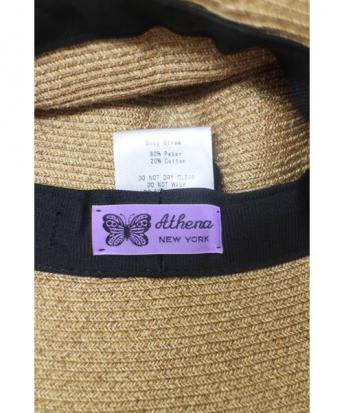 Body Straw
80% Paper
20% Cotton
DO NOT DRY CLEAN
DO NOT WASH
Athena
NEW YORK